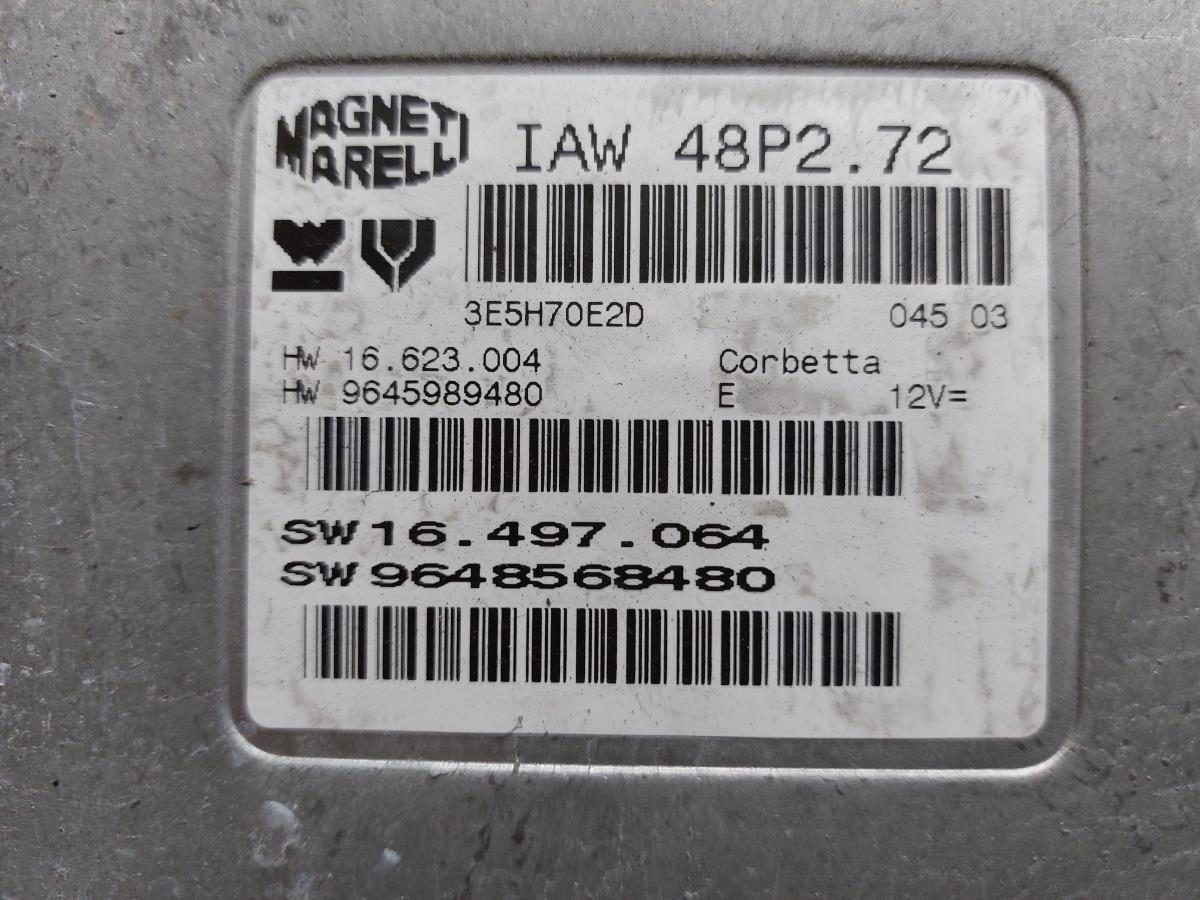 MAGNETI
MARELLI
IAW 48P2.72
3E5H70E2D 045 03
HW 16.623.004 Corbetta
HW 9645989480 E 12V=
SW 16.497.064
SW 9648568480